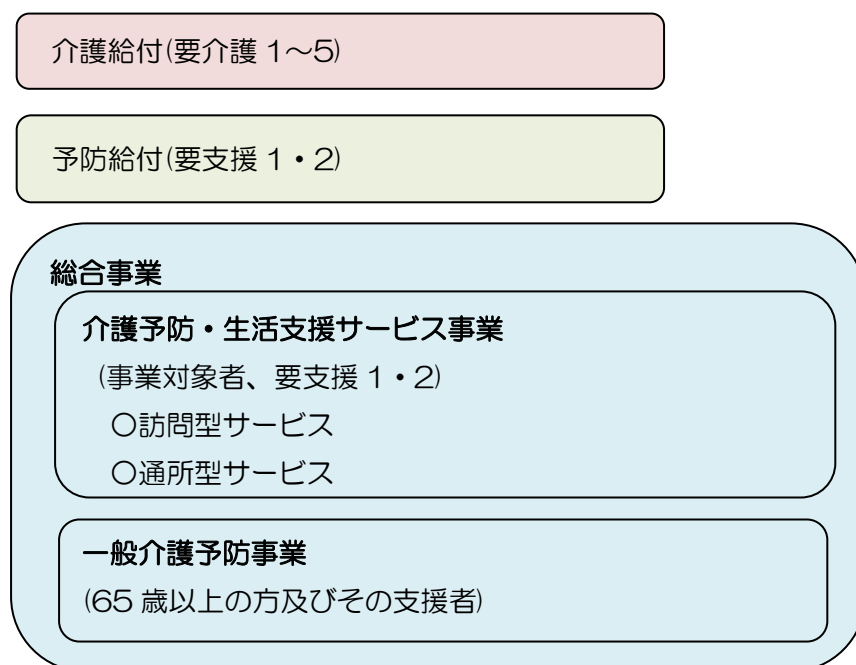 介護給付(要介護 1～5)
予防給付(要支援 1・2)
総合事業
介護予防・生活支援サービス事業
(事業対象者、要支援 1・2)
○訪問型サービス
○通所型サービス
一般介護予防事業
(65 歳以上の方及びその支援者)